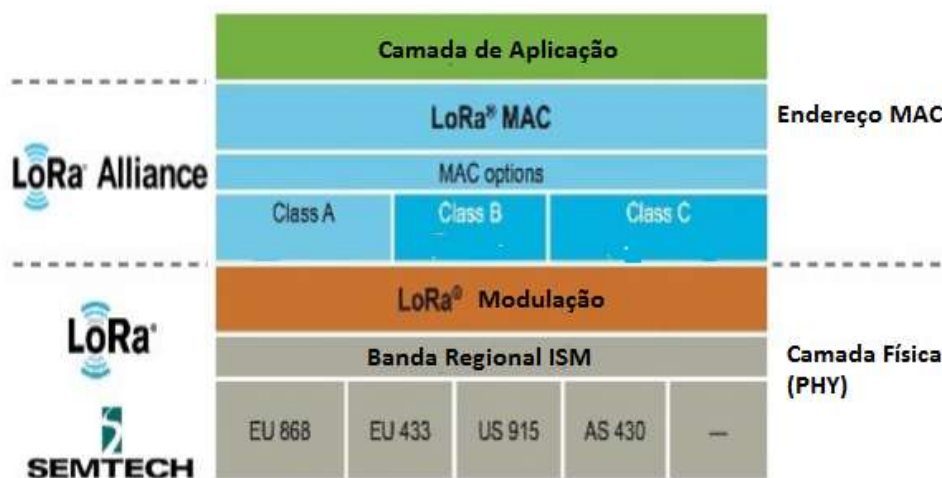 Camada de Aplicação
LoRa® MAC
Endereço MAC
LoRa Alliance
MAC options
Class A
Class B
Class C
LoRa® Modulação
LoRa®
Banda Regional ISM
Camada Física
(PHY)
EU 868
EU 433
US 915
AS 430
—
SEMTECH